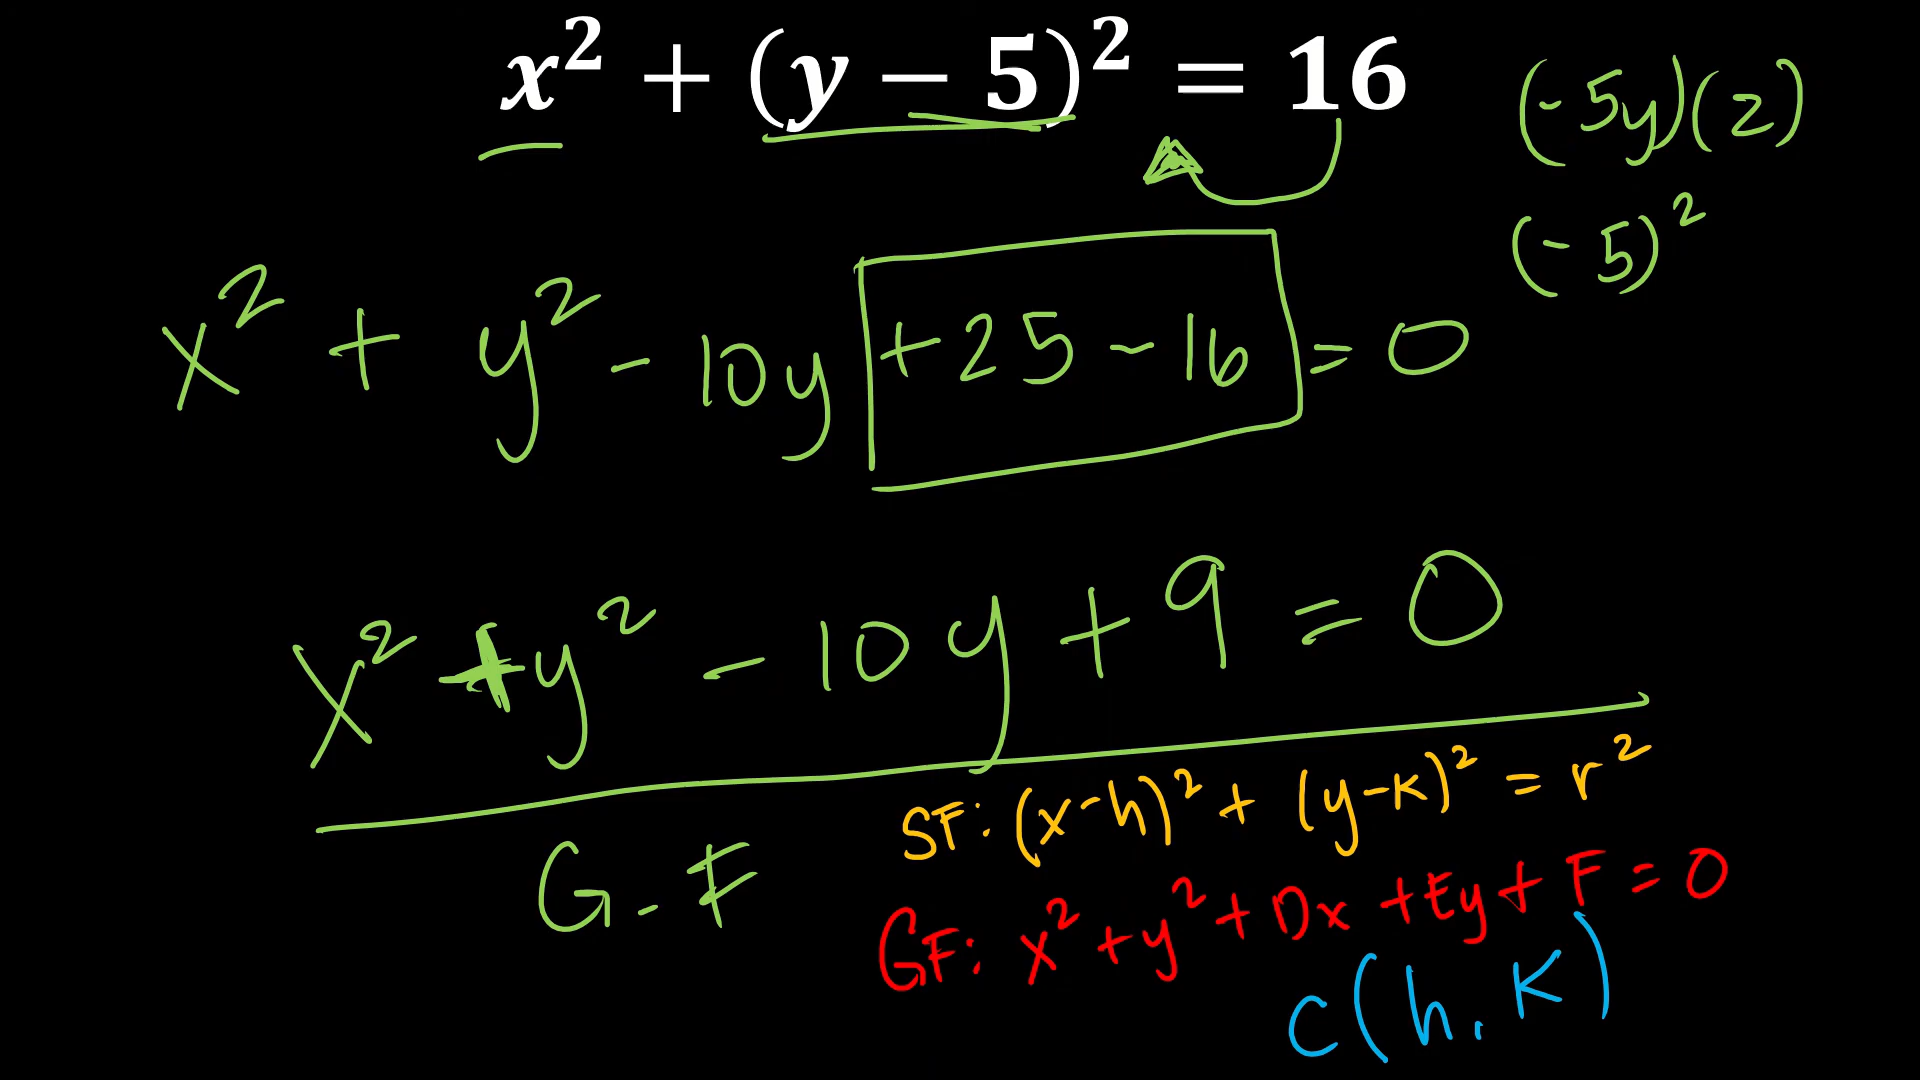 x² + (y − 5)² = 16
(-5y)(2)
(-5)²
x² + y² - 10y +25 - 16 = 0
x² + y² - 10y + 9 = 0
G.F
SF: (x-h)² + (y-k)² = r²
GF: x² + y² + Dx + Ey + F = 0
C(h, k)